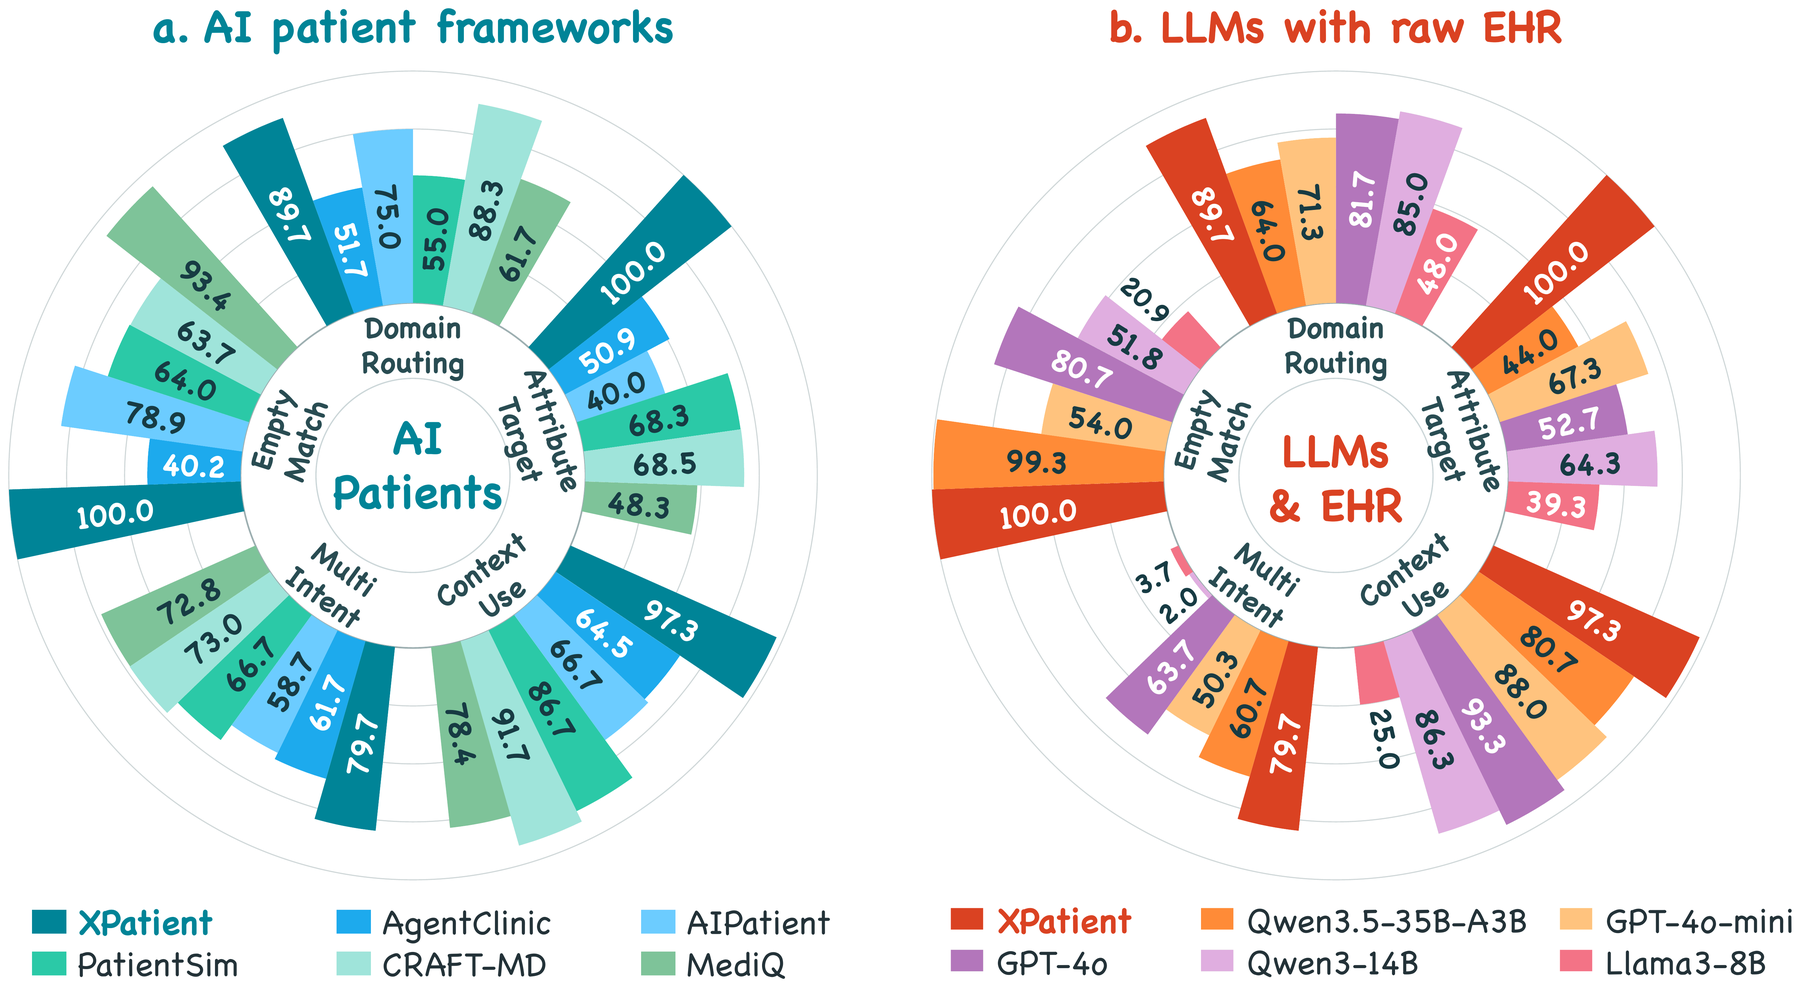 a. AI patient frameworks
89.7
51.7
75.0
55.0
88.3
61.7
Domain
Routing
100.0
50.9
40.0
68.3
68.5
48.3
Attribute
Target
97.3
64.5
66.7
86.7
91.7
78.4
Context
Use
79.7
61.7
58.7
66.7
73.0
72.8
Multi
Intent
100.0
40.2
78.9
64.0
63.7
93.4
Empty
Match
AI
Patients
XPatient
AgentClinic
AIPatient
PatientSim
CRAFT-MD
MediQ
b. LLMs with raw EHR
89.7
64.0
71.3
81.7
85.0
48.0
Domain
Routing
100.0
44.0
67.3
52.7
64.3
39.3
Attribute
Target
97.3
80.7
88.0
93.3
86.3
25.0
Context
Use
79.7
60.7
50.3
63.7
2.0
3.7
Multi
Intent
100.0
99.3
54.0
80.7
51.8
20.9
Empty
Match
LLMs
& EHR
XPatient
Qwen3.5-35B-A3B
GPT-4o-mini
GPT-4o
Qwen3-14B
Llama3-8B